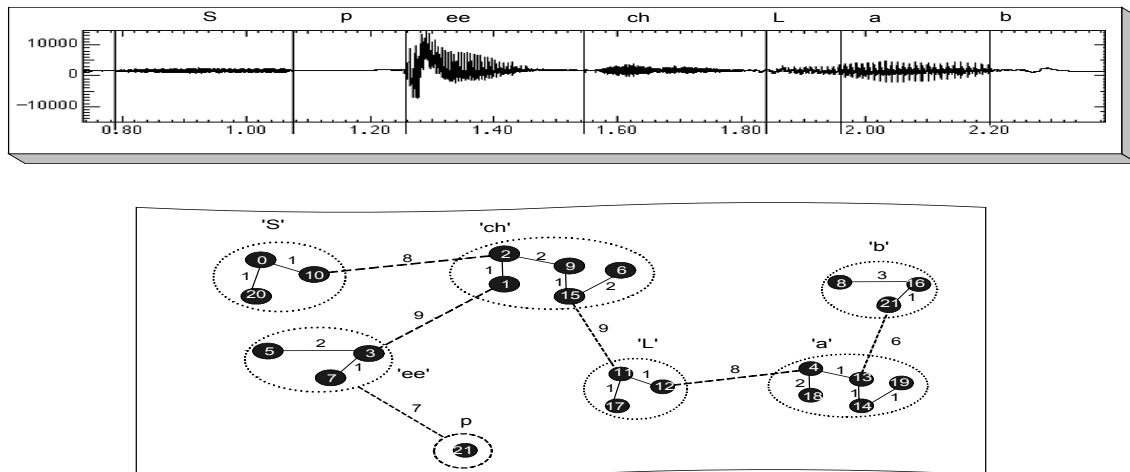 S p ee ch L a b
10000
0
-10000
0.80 1.00 1.20 1.40 1.60 1.80 2.00 2.20
'S' 'ch' 'b'
0 1 10 8 2 2 9 6
1 20 1 1 1 15 2
8 3 16 21 1
9 9 6
5 2 3 7 1 'ee'
'L' 'a'
11 1 12 1 17 8 4 1 13 19
2 18 1 14 1
7
p
21